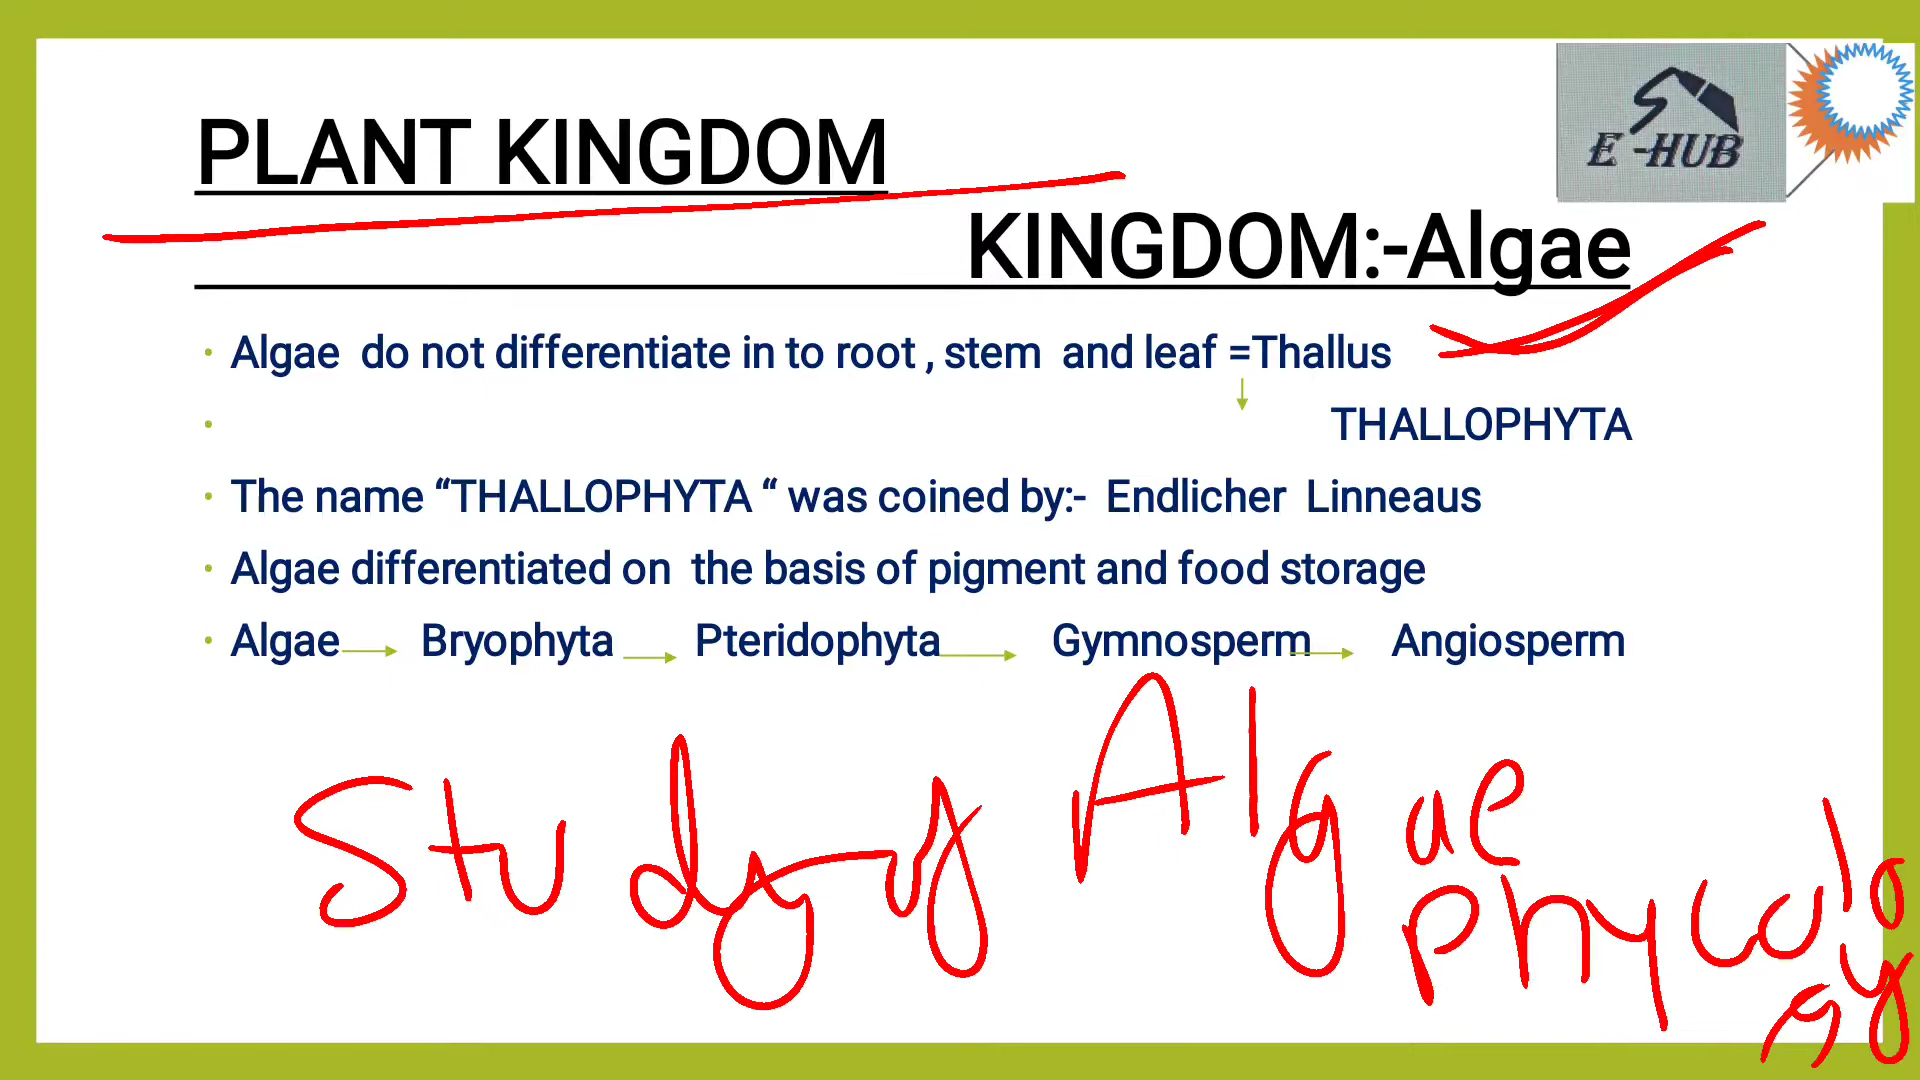 PLANT KINGDOM
E-HUB
KINGDOM:-Algae
• Algae do not differentiate in to root , stem and leaf =Thallus
• THALLOPHYTA
• The name “THALLOPHYTA “ was coined by:- Endlicher Linneaus
• Algae differentiated on the basis of pigment and food storage
• Algae → Bryophyta → Pteridophyta → Gymnosperm → Angiosperm
Study of Algae
phycolo
gy